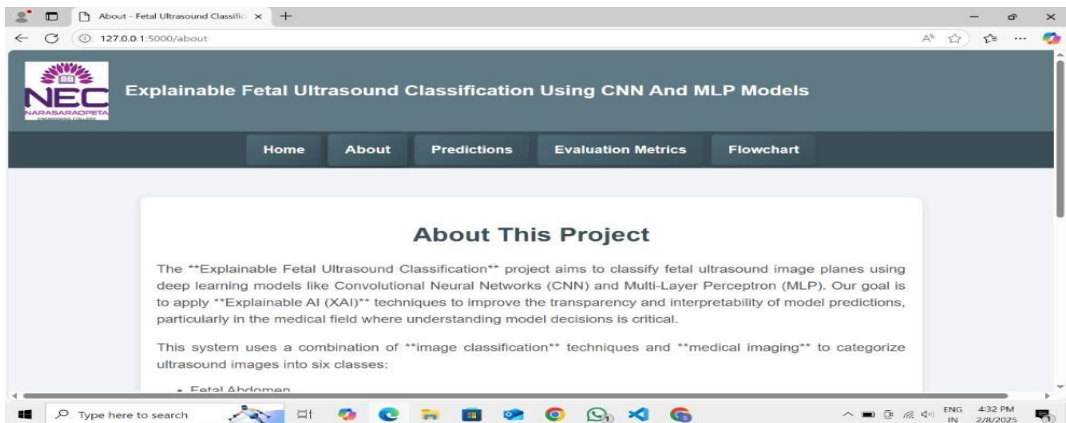 About - Fetal Ultrasound Classific
127.0.0.1:5000/about
NEC
NARASARAOPETA
ENGINEERING COLLEGE
Explainable Fetal Ultrasound Classification Using CNN And MLP Models
Home About Predictions Evaluation Metrics Flowchart
About This Project
The **Explainable Fetal Ultrasound Classification** project aims to classify fetal ultrasound image planes using
deep learning models like Convolutional Neural Networks (CNN) and Multi-Layer Perceptron (MLP). Our goal is
to apply **Explainable AI (XAI)** techniques to improve the transparency and interpretability of model predictions,
particularly in the medical field where understanding model decisions is critical.
This system uses a combination of **image classification** techniques and **medical imaging** to categorize
ultrasound images into six classes:
• Fetal Abdomen
Type here to search
ENG 4:32 PM
IN 2/8/2025